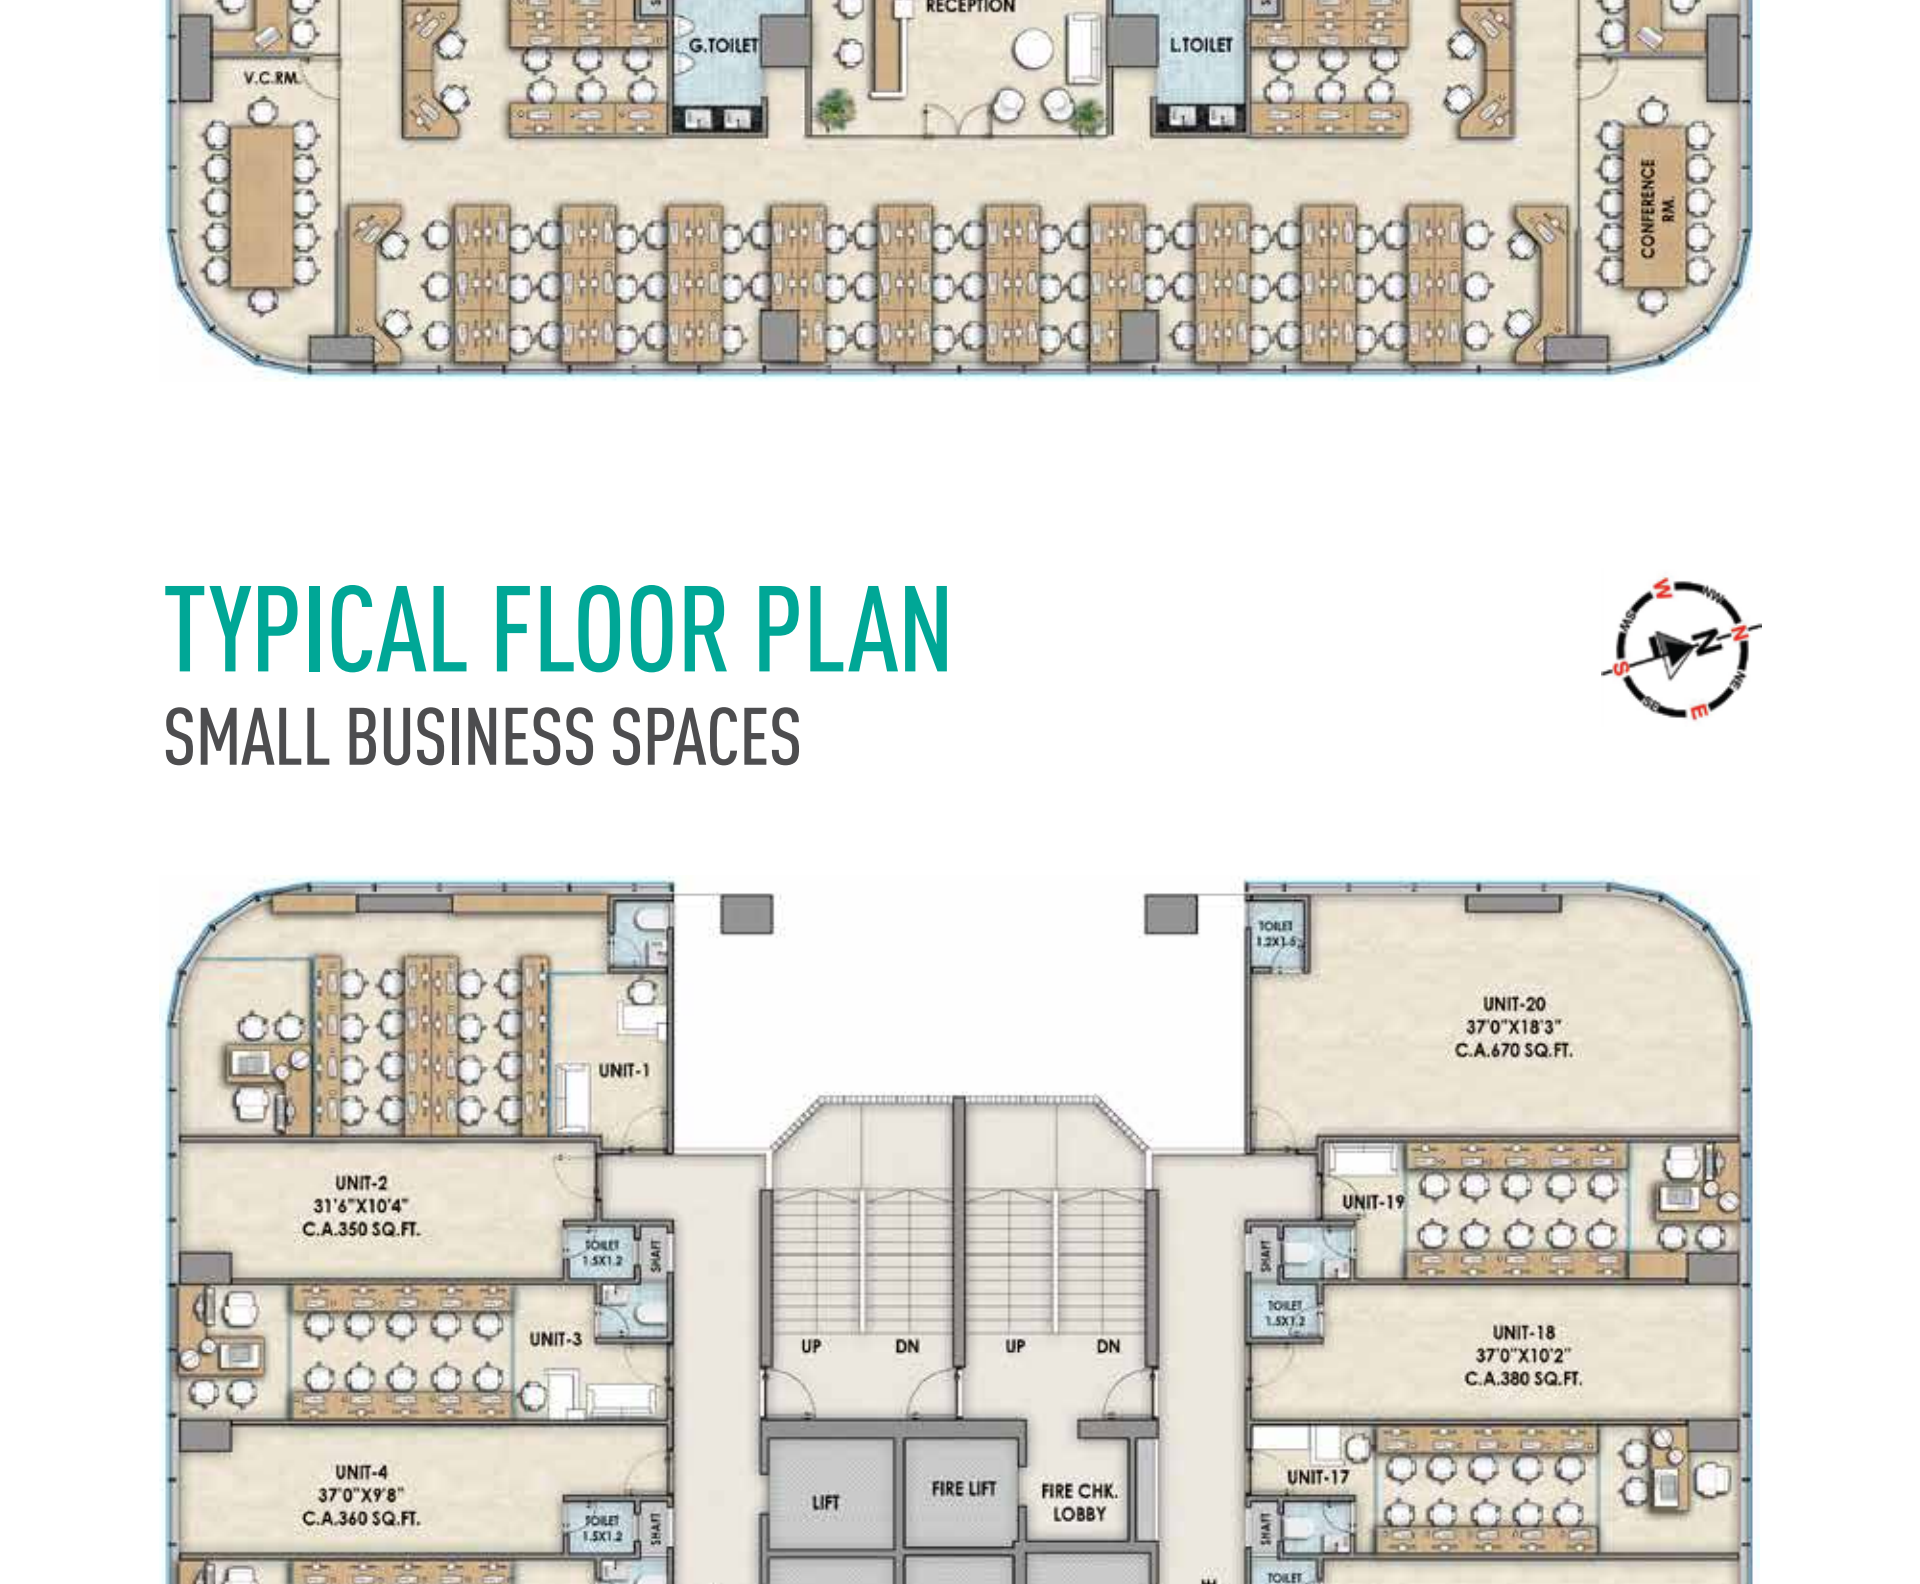 RECEPTION
G.TOILET
L.TOILET
V.C.RM.
CONFERENCE
RM.
TYPICAL FLOOR PLAN
SMALL BUSINESS SPACES
W
NW
N
NE
E
SE
S
SW
N
TOILET
1.2X1.5
UNIT-20
37'0"X18'3"
C.A.670 SQ.FT.
UNIT-1
UNIT-2
31'6"X10'4"
C.A.350 SQ.FT.
UNIT-19
TOILET
1.5X1.2
SHAFT
SHAFT
TOILET
1.5X1.2
UNIT-3
UP
DN
UP
DN
UNIT-18
37'0"X10'2"
C.A.380 SQ.FT.
UNIT-4
37'0"X9'8"
C.A.360 SQ.FT.
UNIT-17
LIFT
FIRE LIFT
FIRE CHK.
LOBBY
TOILET
1.5X1.2
SHAFT
SHAFT
TOILET